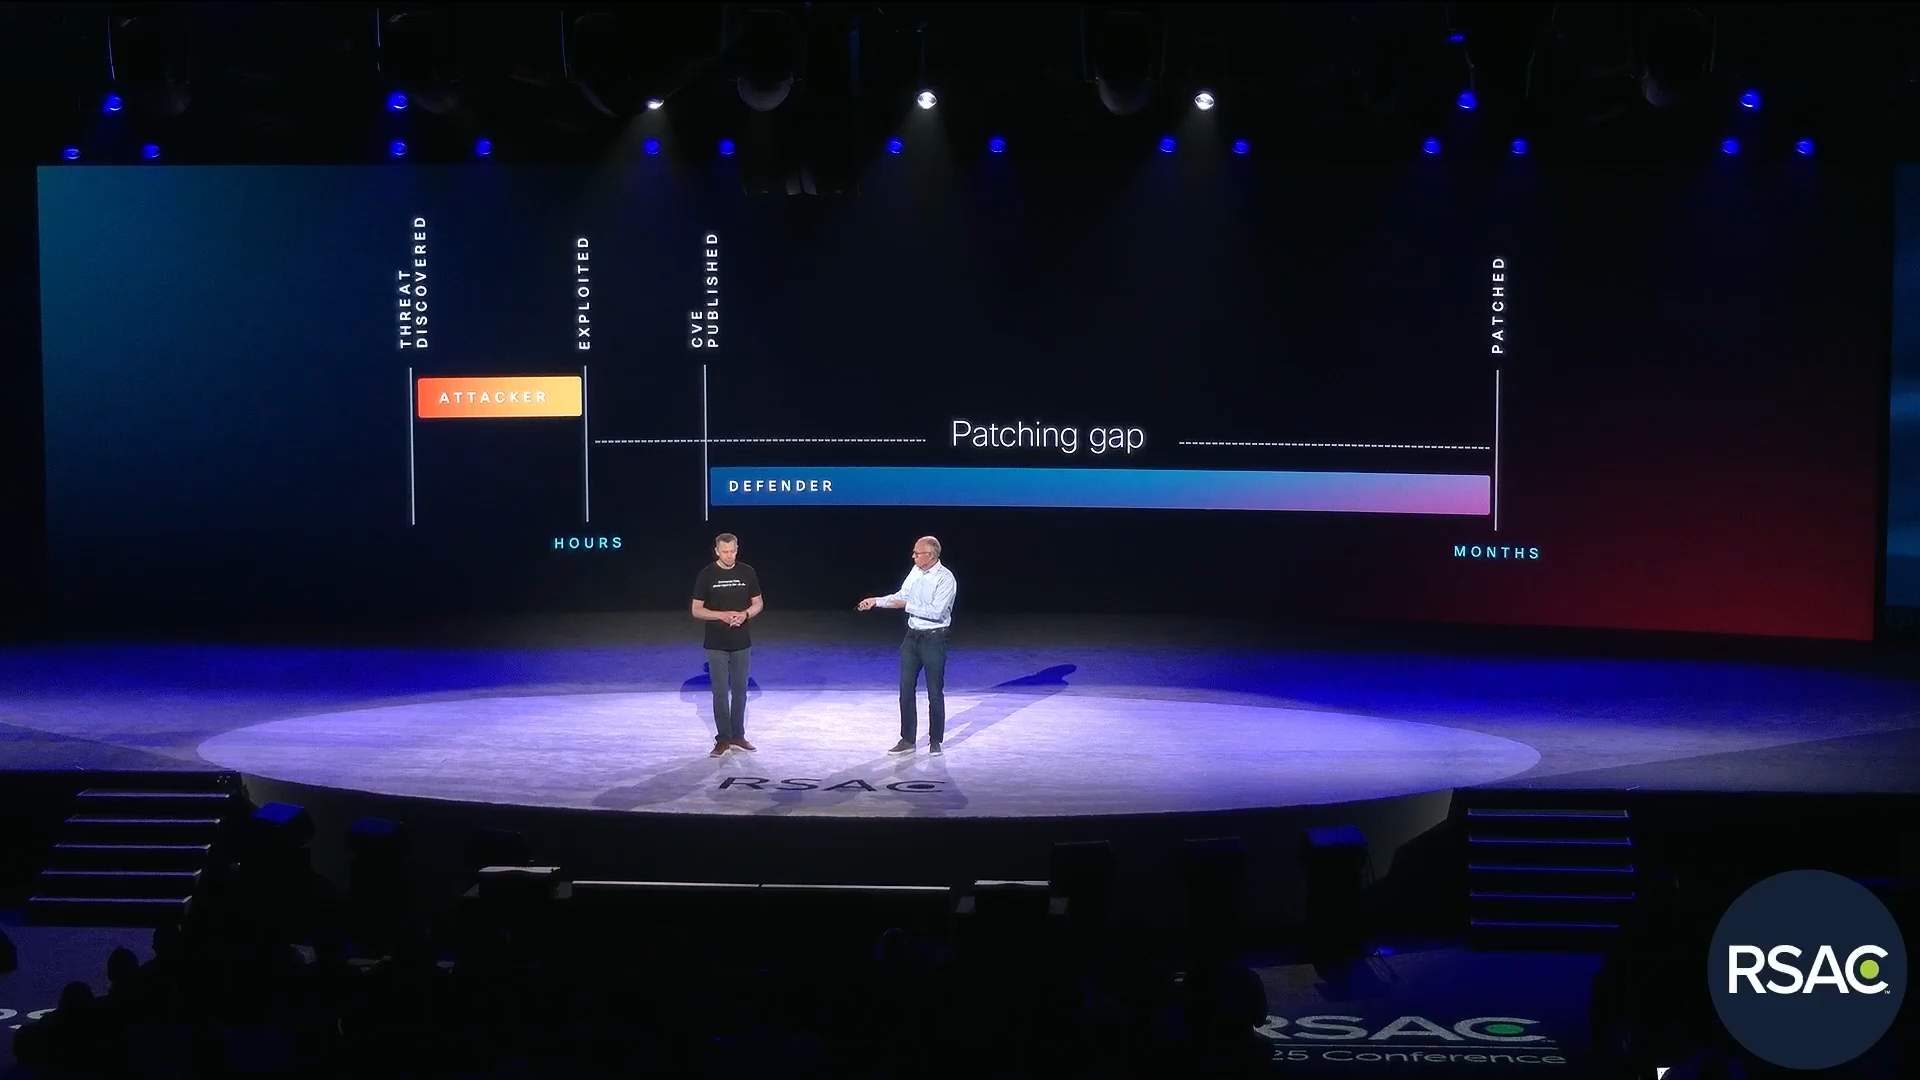 THREAT
DISCOVERED
EXPLOITED
CVE
PUBLISHED
PATCHED
ATTACKER
Patching gap
DEFENDER
HOURS
MONTHS
RSAC
RSAC
RSAC
25 Conference